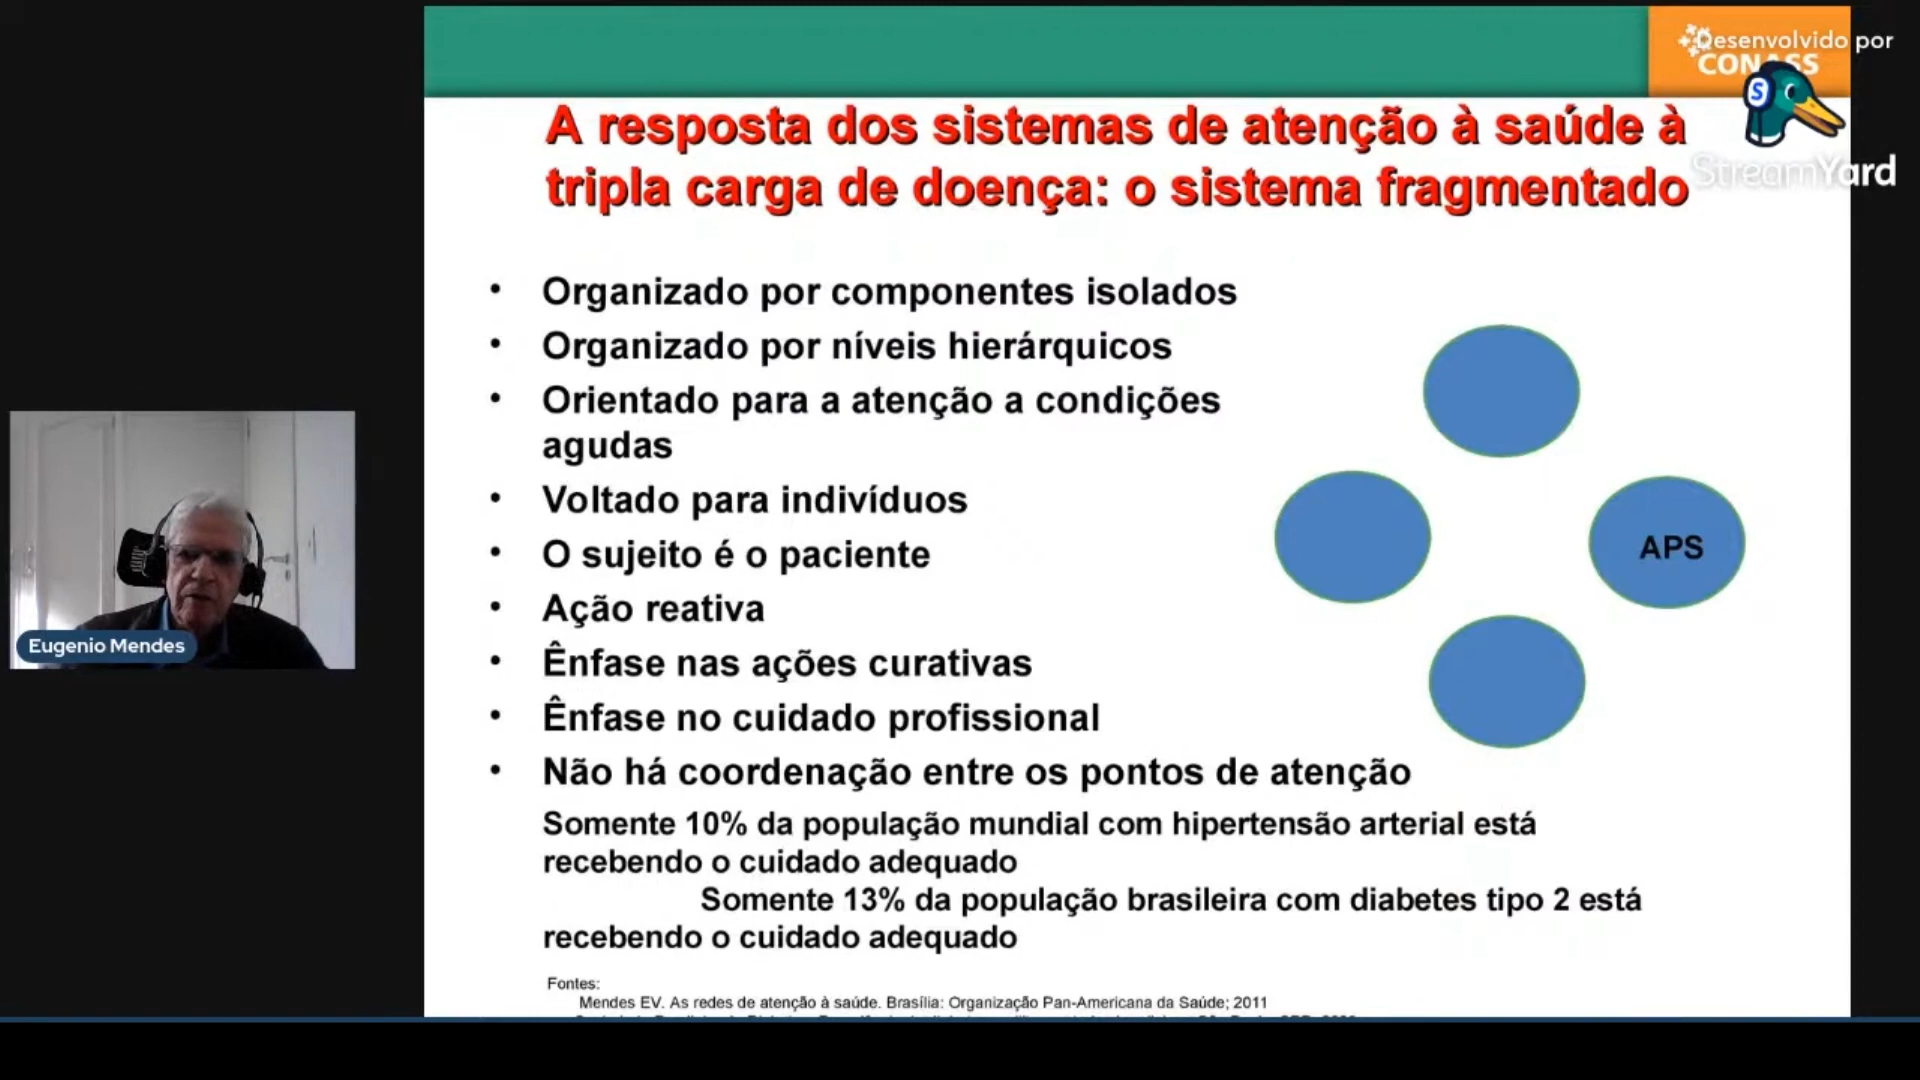 Desenvolvido por
CONASS
StreamYard
A resposta dos sistemas de atenção à saúde à
tripla carga de doença: o sistema fragmentado
• Organizado por componentes isolados
• Organizado por níveis hierárquicos
• Orientado para a atenção a condições
agudas
• Voltado para indivíduos
• O sujeito é o paciente
• Ação reativa
• Ênfase nas ações curativas
• Ênfase no cuidado profissional
• Não há coordenação entre os pontos de atenção
APS
Somente 10% da população mundial com hipertensão arterial está
recebendo o cuidado adequado
Somente 13% da população brasileira com diabetes tipo 2 está
recebendo o cuidado adequado
Fontes:
Mendes EV. As redes de atenção à saúde. Brasília: Organização Pan-Americana da Saúde; 2011
Eugenio Mendes